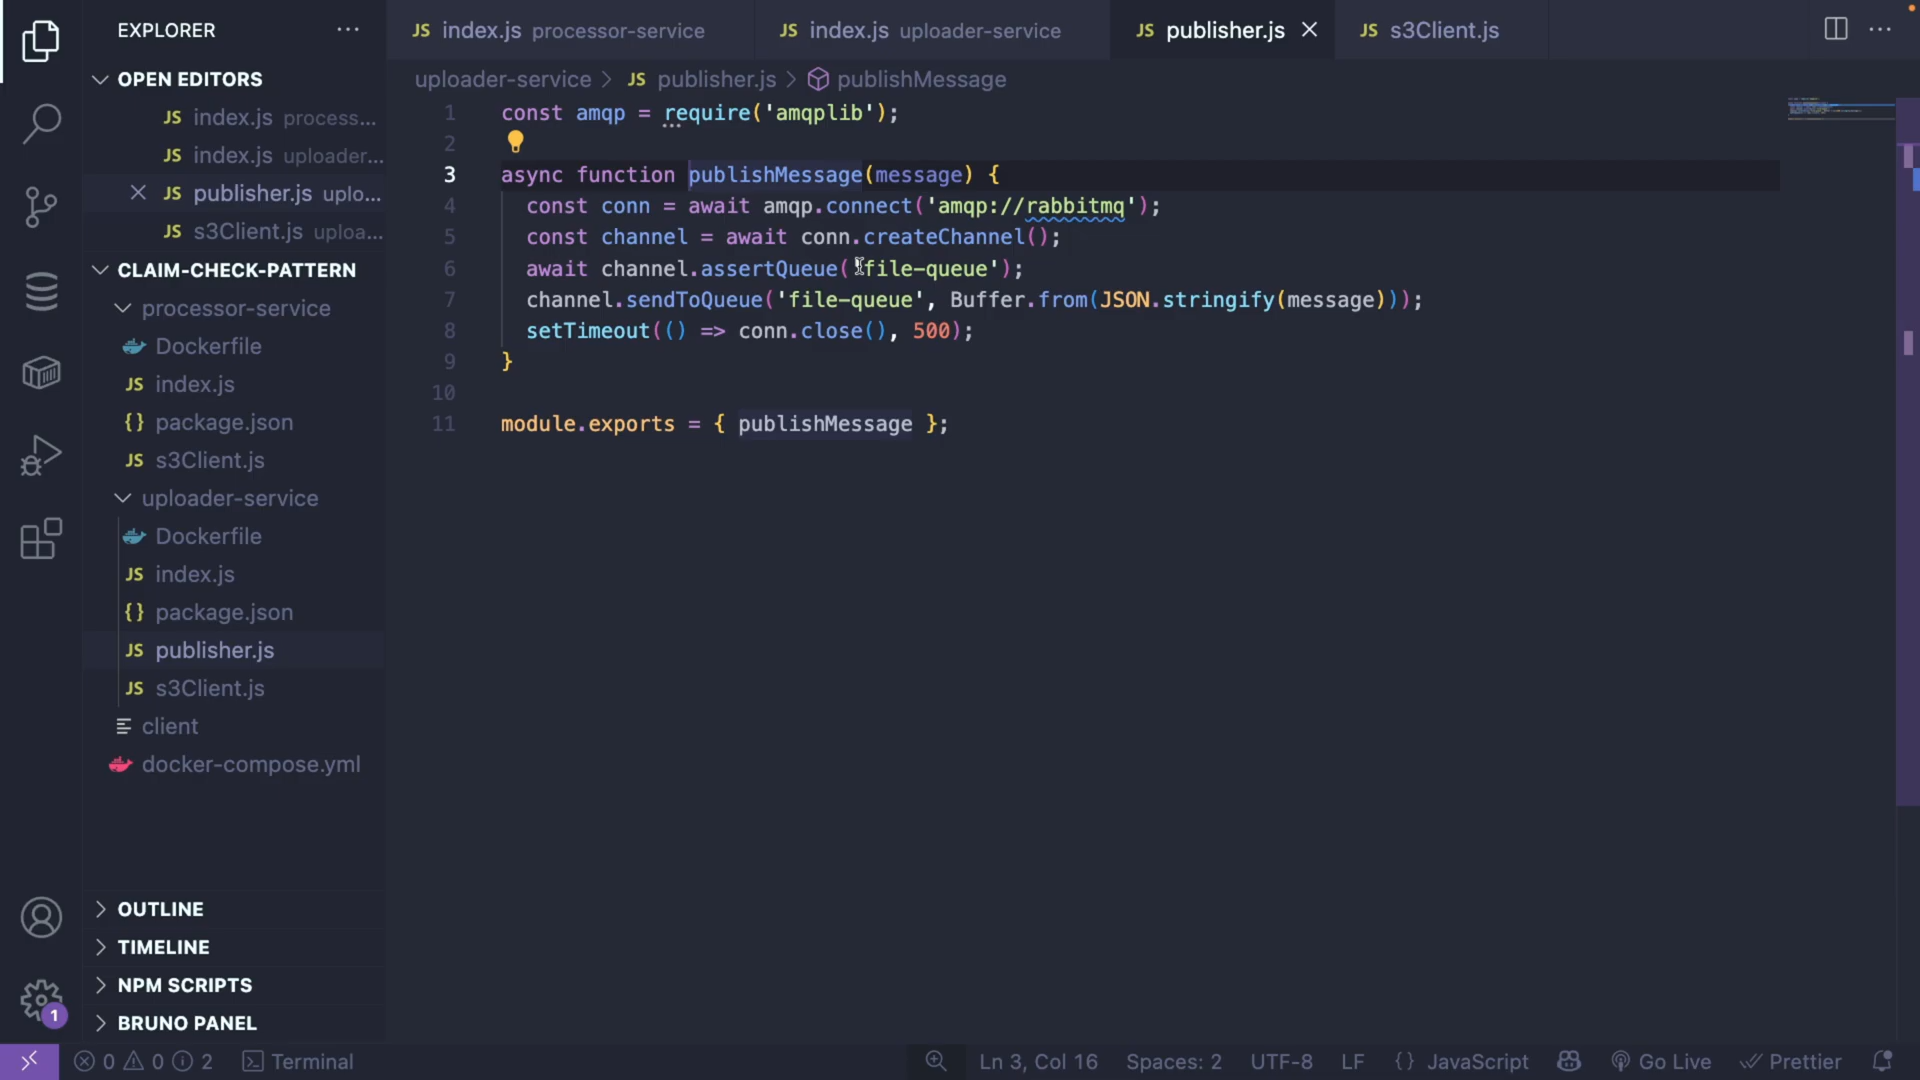 EXPLORER
OPEN EDITORS
JS index.js process...
JS index.js uploader...
JS publisher.js uplo...
JS s3Client.js uploa...
CLAIM-CHECK-PATTERN
processor-service
Dockerfile
JS index.js
{} package.json
JS s3Client.js
uploader-service
Dockerfile
JS index.js
{} package.json
JS publisher.js
JS s3Client.js
client
docker-compose.yml
OUTLINE
TIMELINE
NPM SCRIPTS
BRUNO PANEL
1
JS index.js processor-service
JS index.js uploader-service
JS publisher.js
JS s3Client.js
uploader-service > JS publisher.js > publishMessage
1 const amqp = require('amqplib');
2
3 async function publishMessage(message) {
4 const conn = await amqp.connect('amqp://rabbitmq');
5 const channel = await conn.createChannel();
6 await channel.assertQueue('file-queue');
7 channel.sendToQueue('file-queue', Buffer.from(JSON.stringify(message)));
8 setTimeout(() => conn.close(), 500);
9 }
10
11 module.exports = { publishMessage };
0 0 2 Terminal Ln 3, Col 16 Spaces: 2 UTF-8 LF {} JavaScript Go Live Prettier